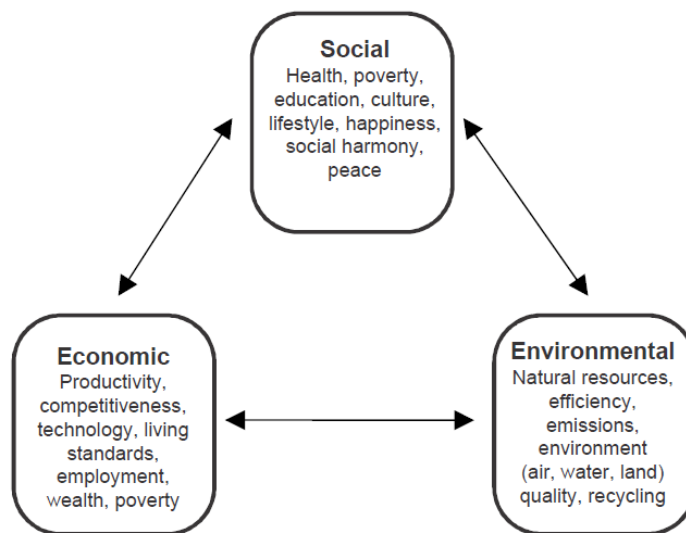 Social
Health, poverty,
education, culture,
lifestyle, happiness,
social harmony,
peace
Economic
Productivity,
competitiveness,
technology, living
standards,
employment,
wealth, poverty
Environmental
Natural resources,
efficiency,
emissions,
environment
(air, water, land)
quality, recycling